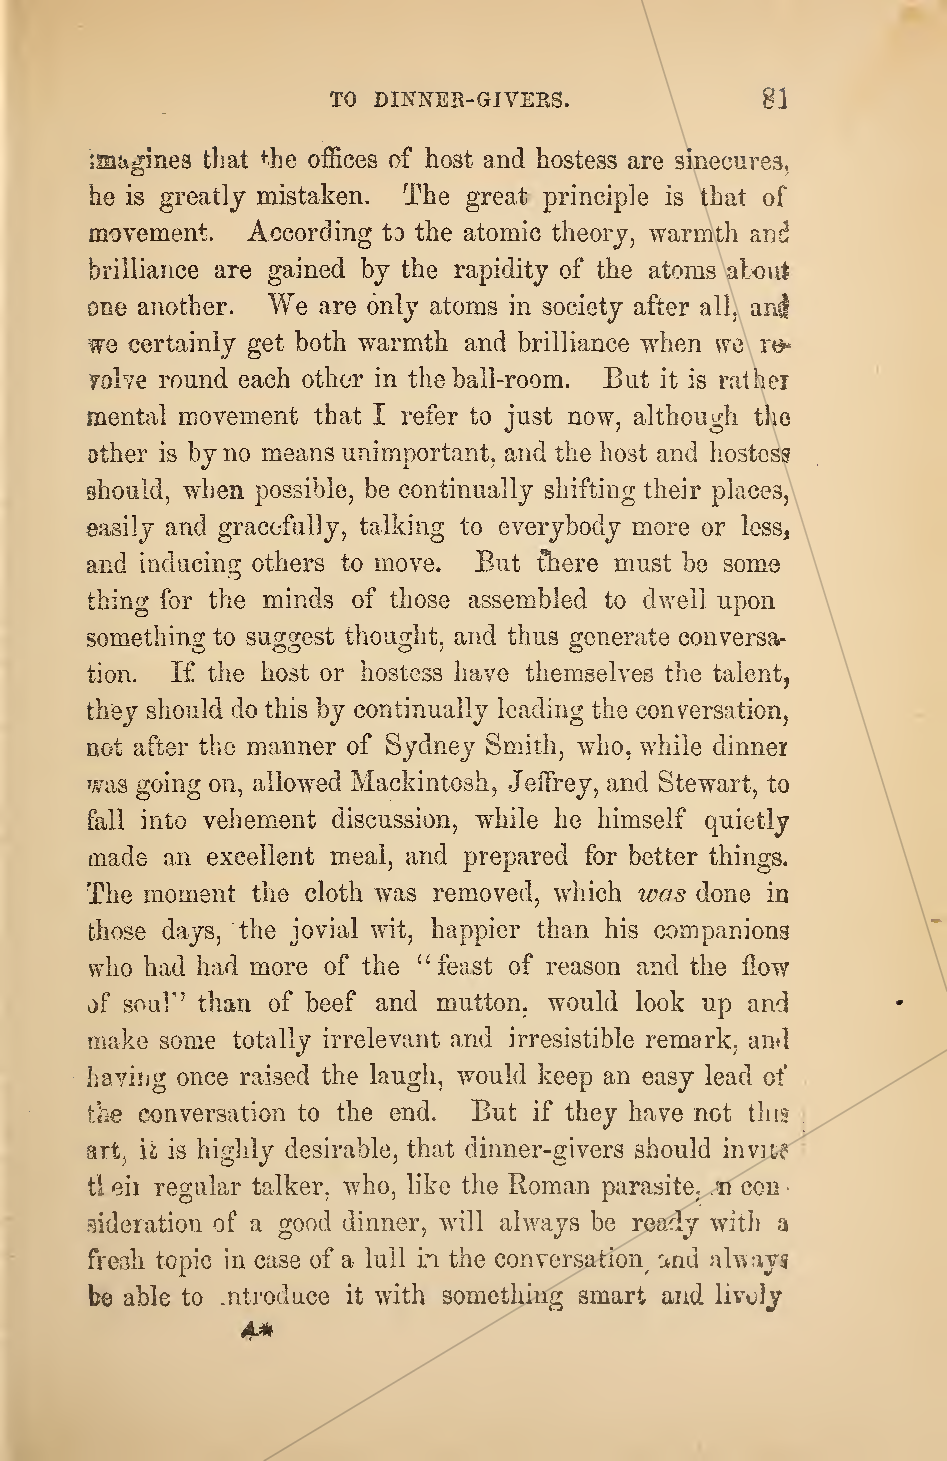 TO DINNER-GIVERS. 81
imagines that the offices of host and hostess are sinecures,
he is greatly mistaken. The great principle is that of
movement. According to the atomic theory, warmth and
brilliance are gained by the rapidity of the atoms about
one another. We are only atoms in society after all, and
we certainly get both warmth and brilliance when we re-
volve round each other in the ball-room. But it is rather
mental movement that I refer to just now, although the
other is by no means unimportant, and the host and hostess
should, when possible, be continually shifting their places,
easily and gracefully, talking to everybody more or less,
and inducing others to move. But there must be some
thing for the minds of those assembled to dwell upon
something to suggest thought, and thus generate conversa-
tion. If the host or hostess have themselves the talent,
they should do this by continually leading the conversation,
not after the manner of Sydney Smith, who, while dinner
was going on, allowed Mackintosh, Jeffrey, and Stewart, to
fall into vehement discussion, while he himself quietly
made an excellent meal, and prepared for better things.
The moment the cloth was removed, which was done in
those days, the jovial wit, happier than his companions
who had had more of the "feast of reason and the flow
of soul" than of beef and mutton, would look up and
make some totally irrelevant and irresistible remark, and
having once raised the laugh, would keep an easy lead of
the conversation to the end. But if they have not this
art, it is highly desirable, that dinner-givers should invite
their regular talker, who, like the Roman parasite, in con-
sideration of a good dinner, will always be ready with a
fresh topic in case of a lull in the conversation, and always
be able to introduce it with something smart and lively
4*